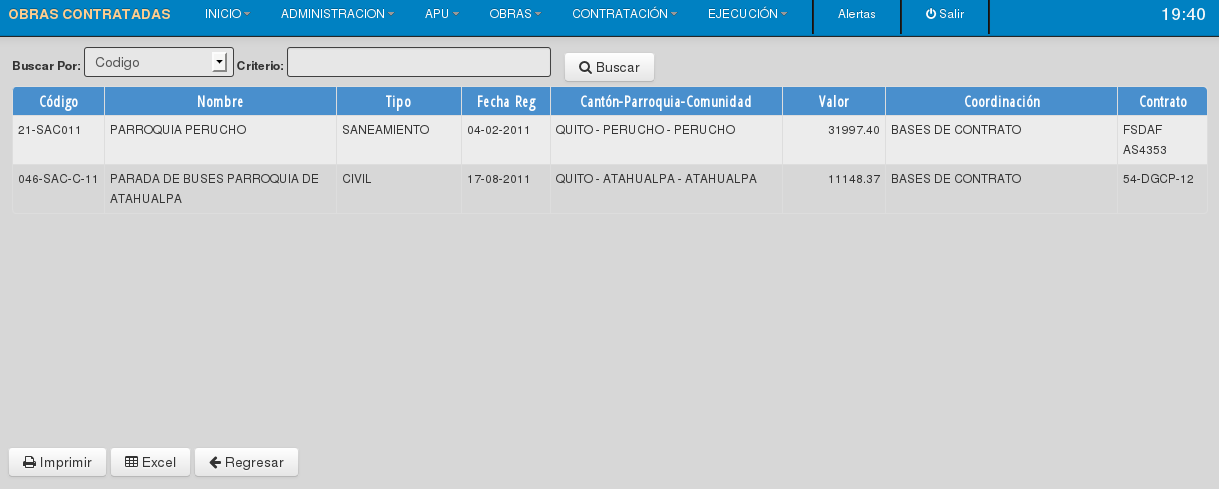 OBRAS CONTRATADAS INICIO ADMINISTRACION APU OBRAS CONTRATACIÓN EJECUCIÓN Alertas Salir 19:40
Buscar Por: Codigo Criterio: Buscar
Código Nombre Tipo Fecha Reg Cantón-Parroquia-Comunidad Valor Coordinación Contrato
21-SAC011 PARROQUIA PERUCHO SANEAMIENTO 04-02-2011 QUITO - PERUCHO - PERUCHO 31997.40 BASES DE CONTRATO FSDAF
AS4353
046-SAC-C-11 PARADA DE BUSES PARROQUIA DE CIVIL 17-08-2011 QUITO - ATAHUALPA - ATAHUALPA 11148.37 BASES DE CONTRATO 54-DGCP-12
ATAHUALPA
Imprimir Excel Regresar